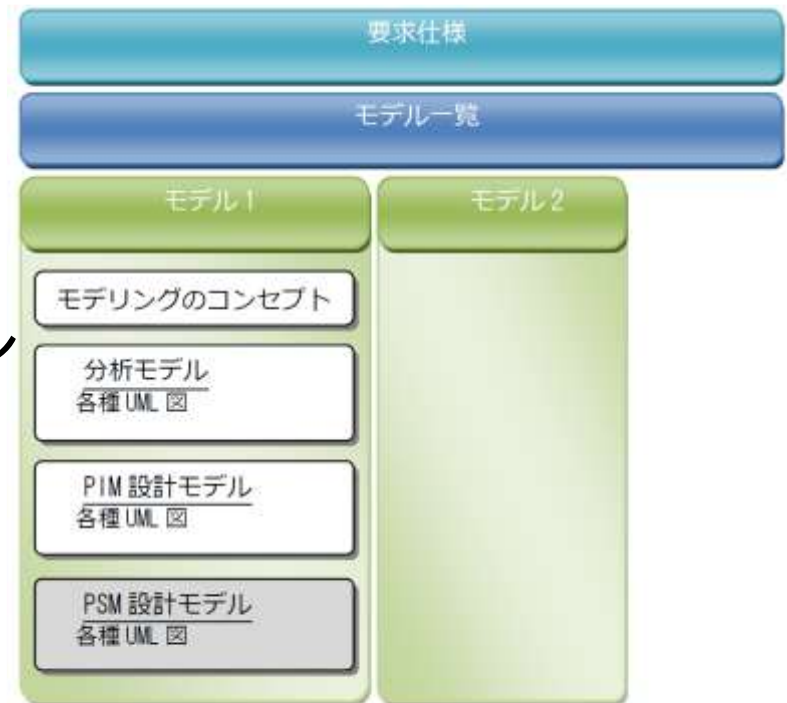 要求仕様
モデル一覧
モデル1
モデル2
モデリングのコンセプト
分析モデル
各種UML図
PIM設計モデル
各種UML図
PSM設計モデル
各種UML図